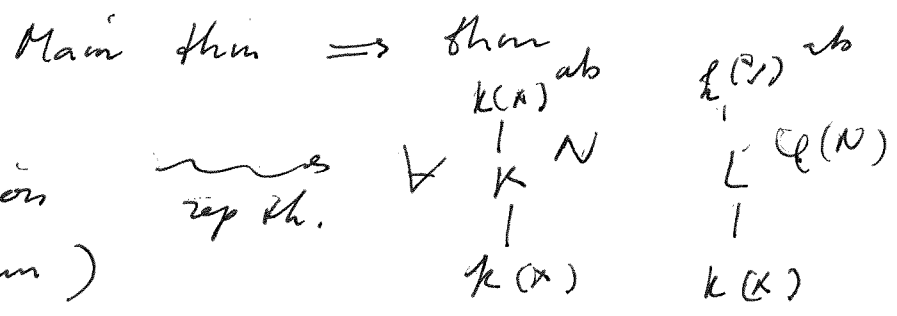 Main thm ⟹ thm
k(X)^ab k(Y)^ab
∀ K N L φ(N)
rep th.
k(X) k(X)